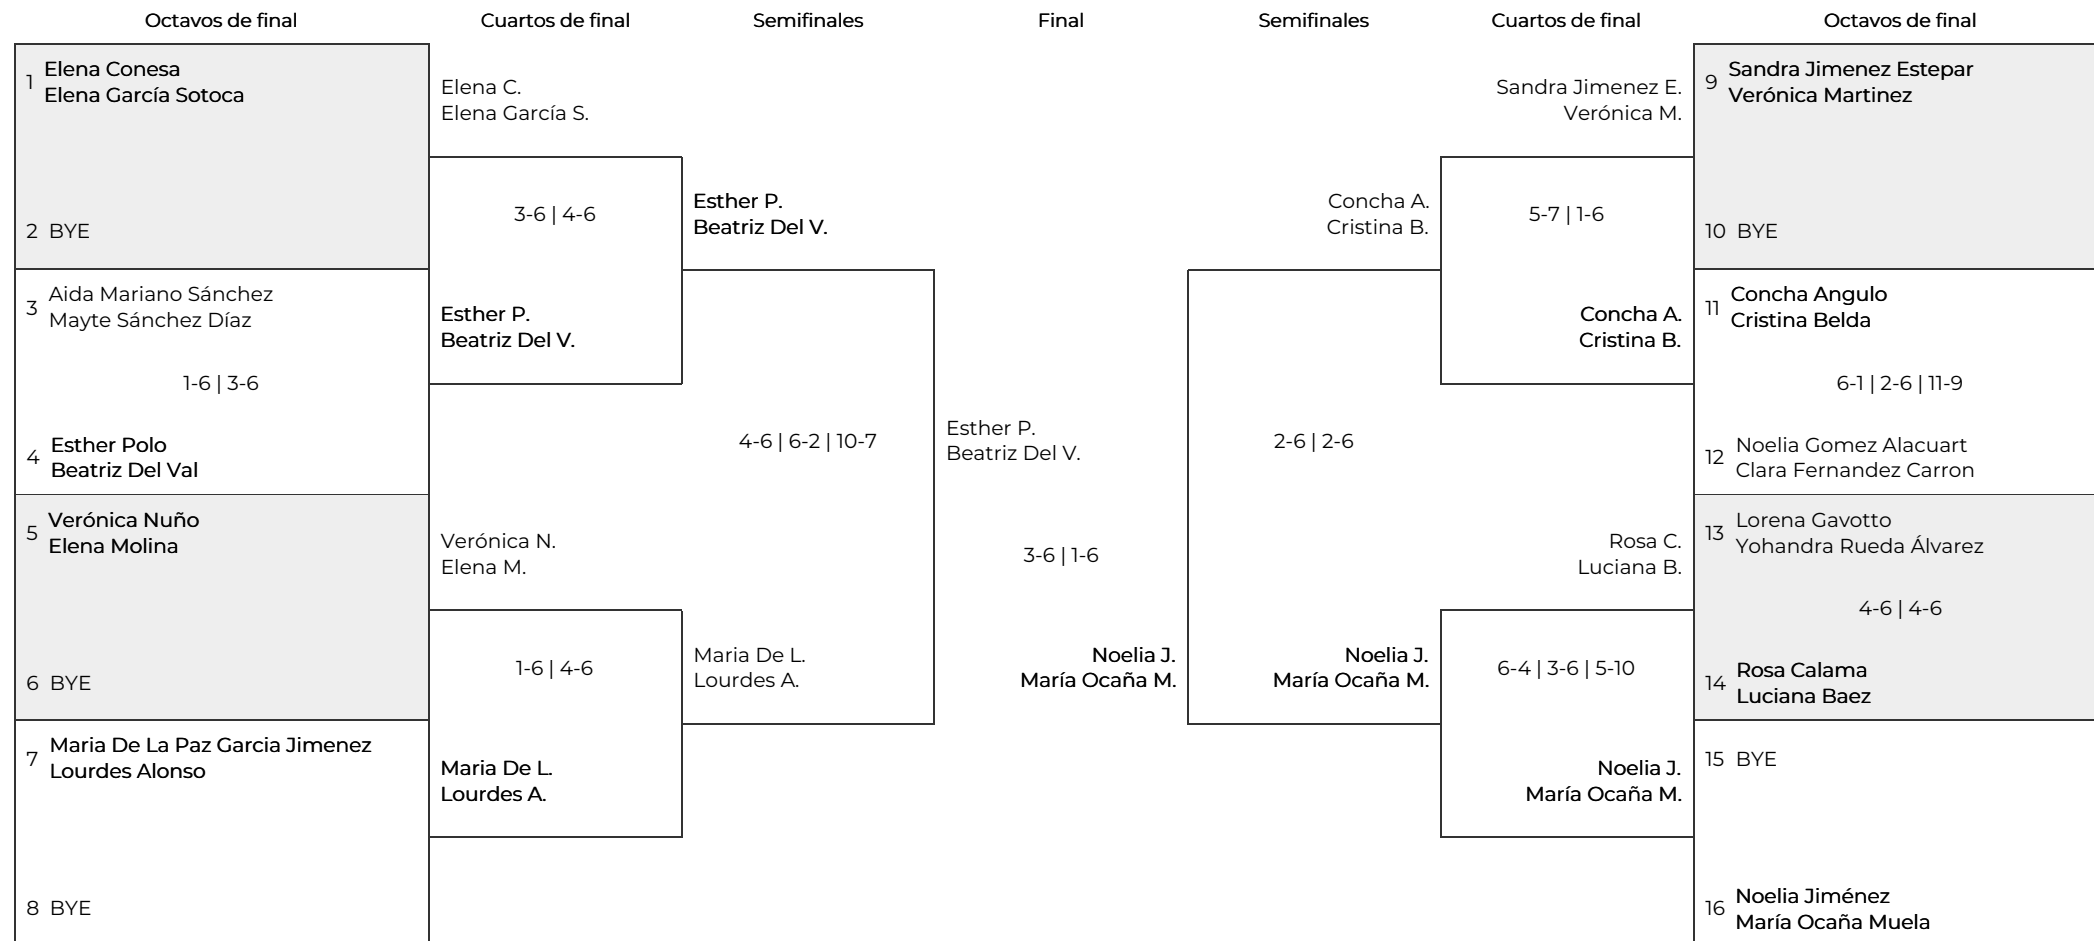 Octavos de final
Cuartos de final
Semifinales
Final
Semifinales
Cuartos de final
Octavos de final
1 Elena Conesa
Elena García Sotoca
2 BYE
3 Aida Mariano Sánchez
Mayte Sánchez Díaz
1-6 | 3-6
4 Esther Polo
Beatriz Del Val
5 Verónica Nuño
Elena Molina
6 BYE
7 Maria De La Paz Garcia Jimenez
Lourdes Alonso
8 BYE
Elena C.
Elena García S.
3-6 | 4-6
Esther P.
Beatriz Del V.
Verónica N.
Elena M.
1-6 | 4-6
Maria De L.
Lourdes A.
Esther P.
Beatriz Del V.
4-6 | 6-2 | 10-7
Maria De L.
Lourdes A.
Esther P.
Beatriz Del V.
3-6 | 1-6
Noelia J.
María Ocaña M.
Concha A.
Cristina B.
2-6 | 2-6
Noelia J.
María Ocaña M.
Sandra Jimenez E.
Verónica M.
5-7 | 1-6
Concha A.
Cristina B.
Rosa C.
Luciana B.
6-4 | 3-6 | 5-10
Noelia J.
María Ocaña M.
9 Sandra Jimenez Estepar
Verónica Martinez
10 BYE
11 Concha Angulo
Cristina Belda
6-1 | 2-6 | 11-9
12 Noelia Gomez Alacuart
Clara Fernandez Carron
13 Lorena Gavotto
Yohandra Rueda Álvarez
4-6 | 4-6
14 Rosa Calama
Luciana Baez
15 BYE
16 Noelia Jiménez
María Ocaña Muela